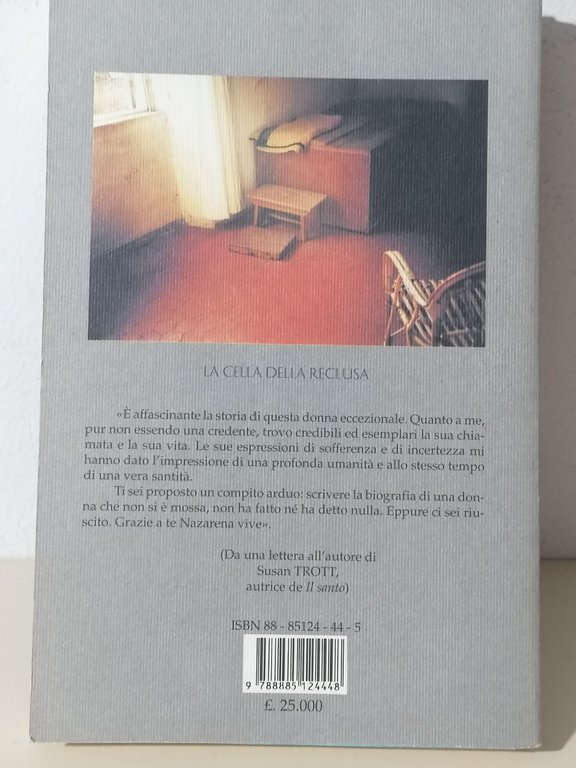 LA CELLA DELLA RECLUSA
«È affascinante la storia di questa donna eccezionale. Quanto a me,
pur non essendo una credente, trovo credibili ed esemplari la sua chia-
mata e la sua vita. Le sue espressioni di sofferenza e di incertezza mi
hanno dato l'impressione di una profonda umanità e allo stesso tempo
di una vera santità.
Ti sei proposto un compito arduo: scrivere la biografia di una don-
na che non si è mossa, non ha fatto né ha detto nulla. Eppure ci sei riu-
scito. Grazie a te Nazarena vive».
(Da una lettera all'autore di
Susan TROTT,
autrice de Il santo)
ISBN 88 - 85124 - 44 - 5
9 788885 124448
£. 25.000